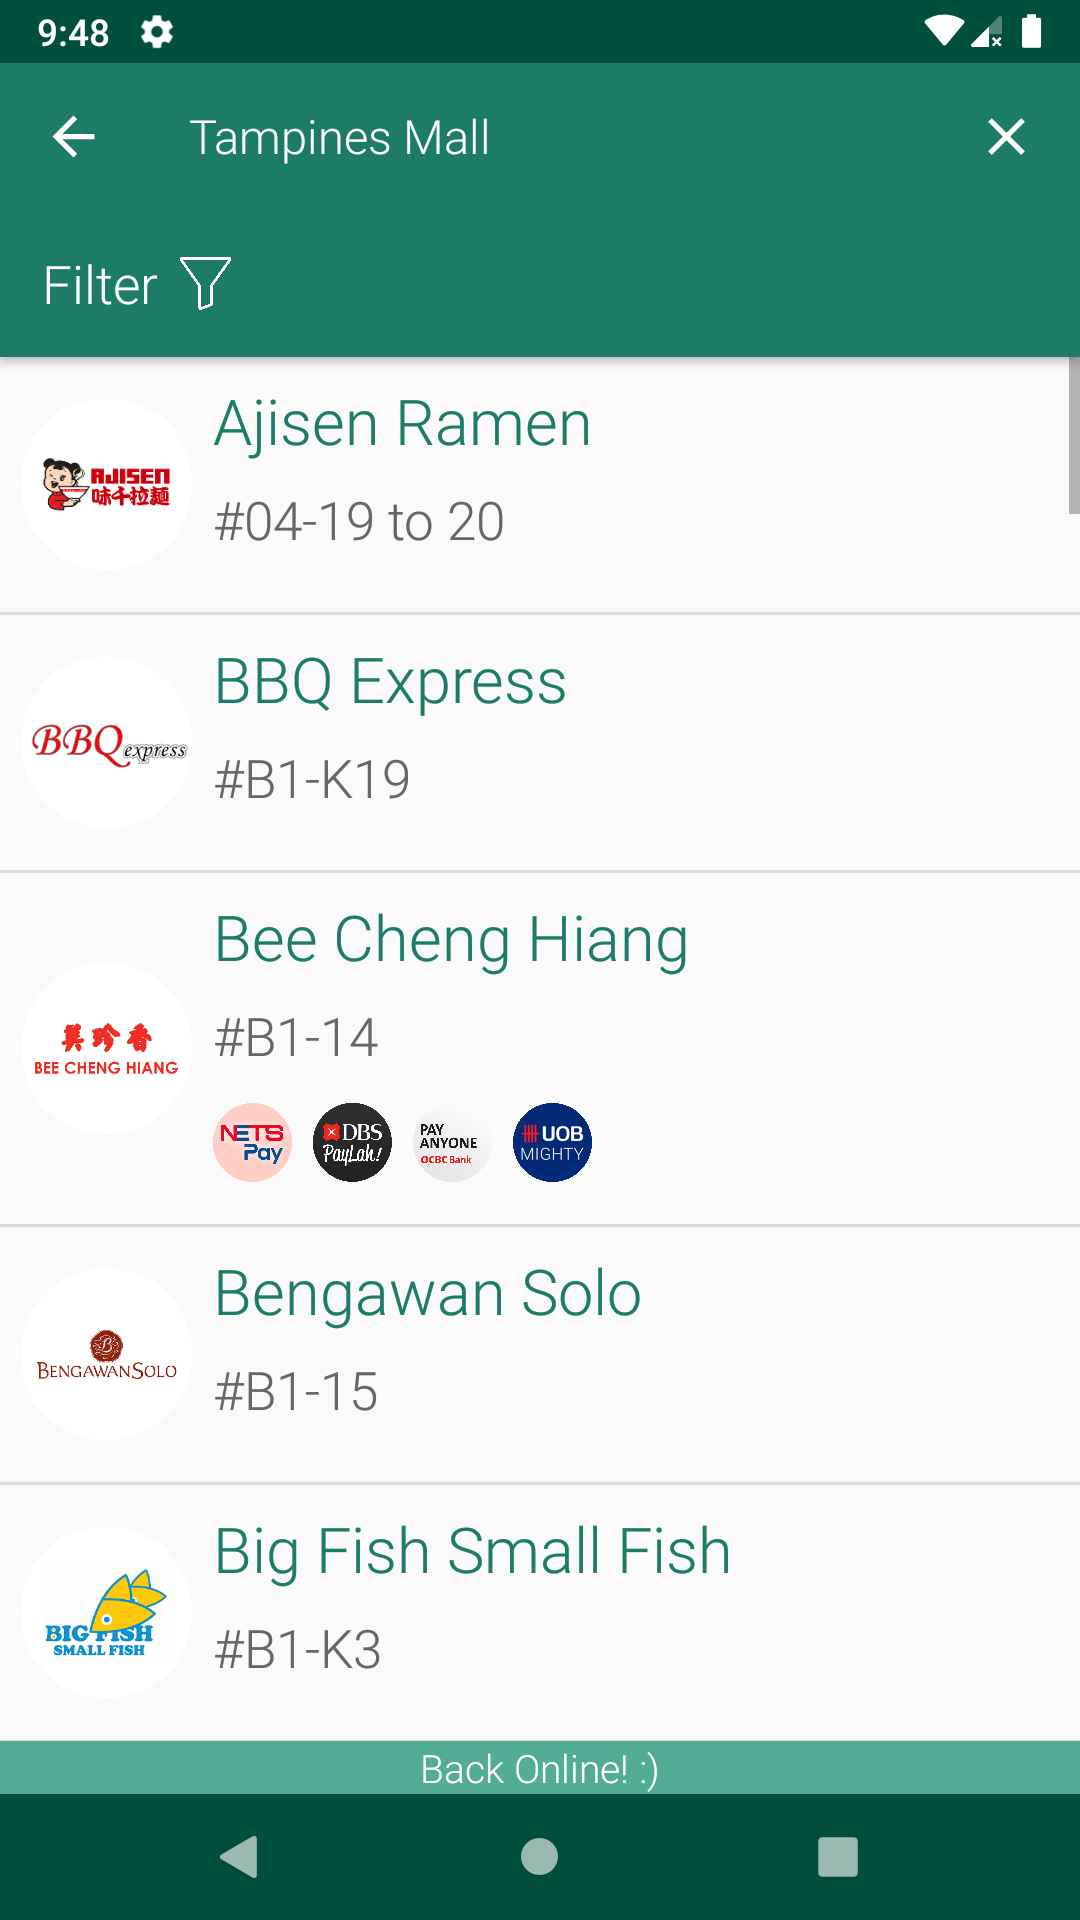 9:48
Tampines Mall
Filter
Ajisen Ramen
AJISEN
味千拉麺
#04-19 to 20
BBQ Express
BBQ express
#B1-K19
Bee Cheng Hiang
美珍香
BEE CHENG HIANG
#B1-14
NETS Pay
DBS PayLah!
PAY ANYONE OCBC Bank
UOB MIGHTY
Bengawan Solo
B
BENGAWAN SOLO
#B1-15
Big Fish Small Fish
BIG FISH
SMALL FISH
#B1-K3
Back Online! :)